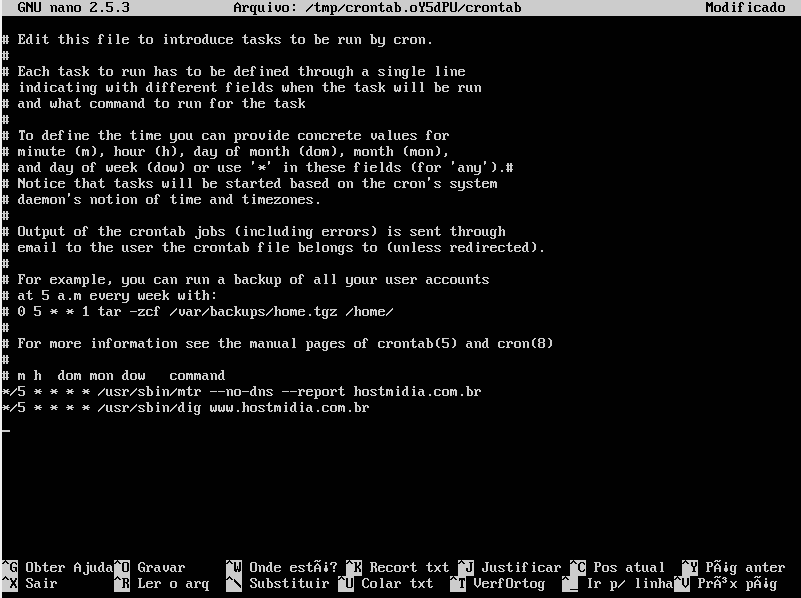 GNU nano 2.5.3 Arquivo: /tmp/crontab.oY5dPU/crontab Modificado
# Edit this file to introduce tasks to be run by cron.
#
# Each task to run has to be defined through a single line
# indicating with different fields when the task will be run
# and what command to run for the task
#
# To define the time you can provide concrete values for
# minute (m), hour (h), day of month (dom), month (mon),
# and day of week (dow) or use '*' in these fields (for 'any').#
# Notice that tasks will be started based on the cron's system
# daemon's notion of time and timezones.
#
# Output of the crontab jobs (including errors) is sent through
# email to the user the crontab file belongs to (unless redirected).
#
# For example, you can run a backup of all your user accounts
# at 5 a.m every week with:
# 0 5 * * 1 tar -zcf /var/backups/home.tgz /home/
#
# For more information see the manual pages of crontab(5) and cron(8)
#
# m h  dom mon dow   command
*/5 * * * * /usr/sbin/mtr --no-dns --report hostmidia.com.br
*/5 * * * * /usr/sbin/dig www.hostmidia.com.br
^G Obter Ajuda ^O Gravar ^W Onde estÃ¡? ^K Recort txt ^J Justificar ^C Pos atual ^Y PÃ¡g anter
^X Sair ^R Ler o arq ^\ Substituir ^U Colar txt ^T VerfOrtog ^_ Ir p/ linha ^V PrÃ³x pÃ¡g